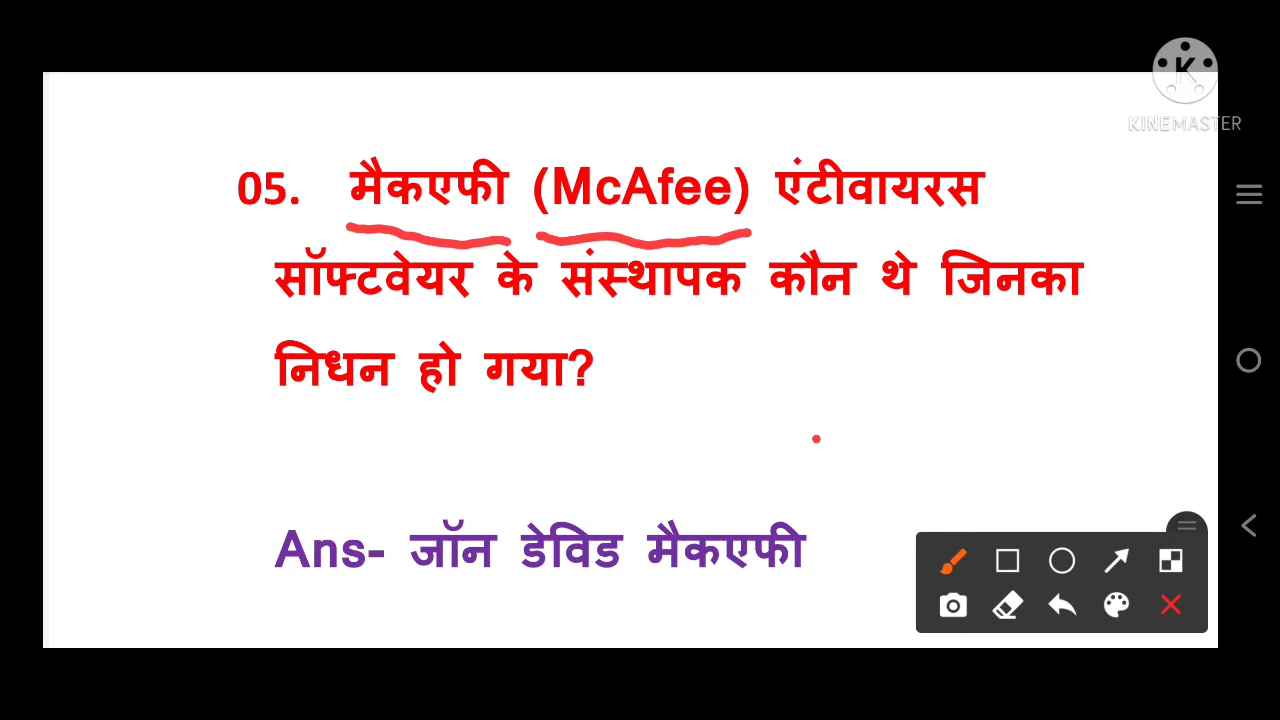 KINEMASTER
05. मैकएफी (McAfee) एंटीवायरस
सॉफ्टवेयर के संस्थापक कौन थे जिनका
निधन हो गया?
Ans- जॉन डेविड मैकएफी